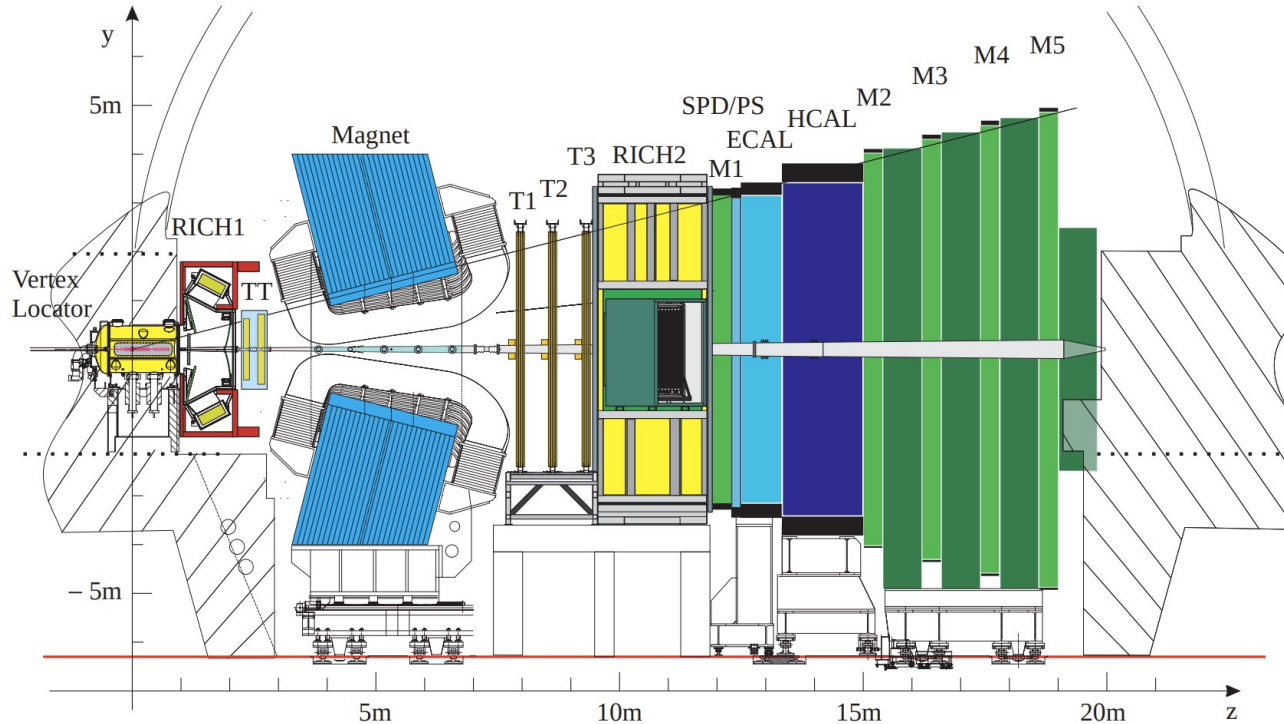 y
5m
Magnet
SPD/PS
ECAL
HCAL
M1
M2
M3
M4
M5
T1
T2
T3
RICH2
RICH1
TT
Vertex
Locator
– 5m
5m
10m
15m
20m
z